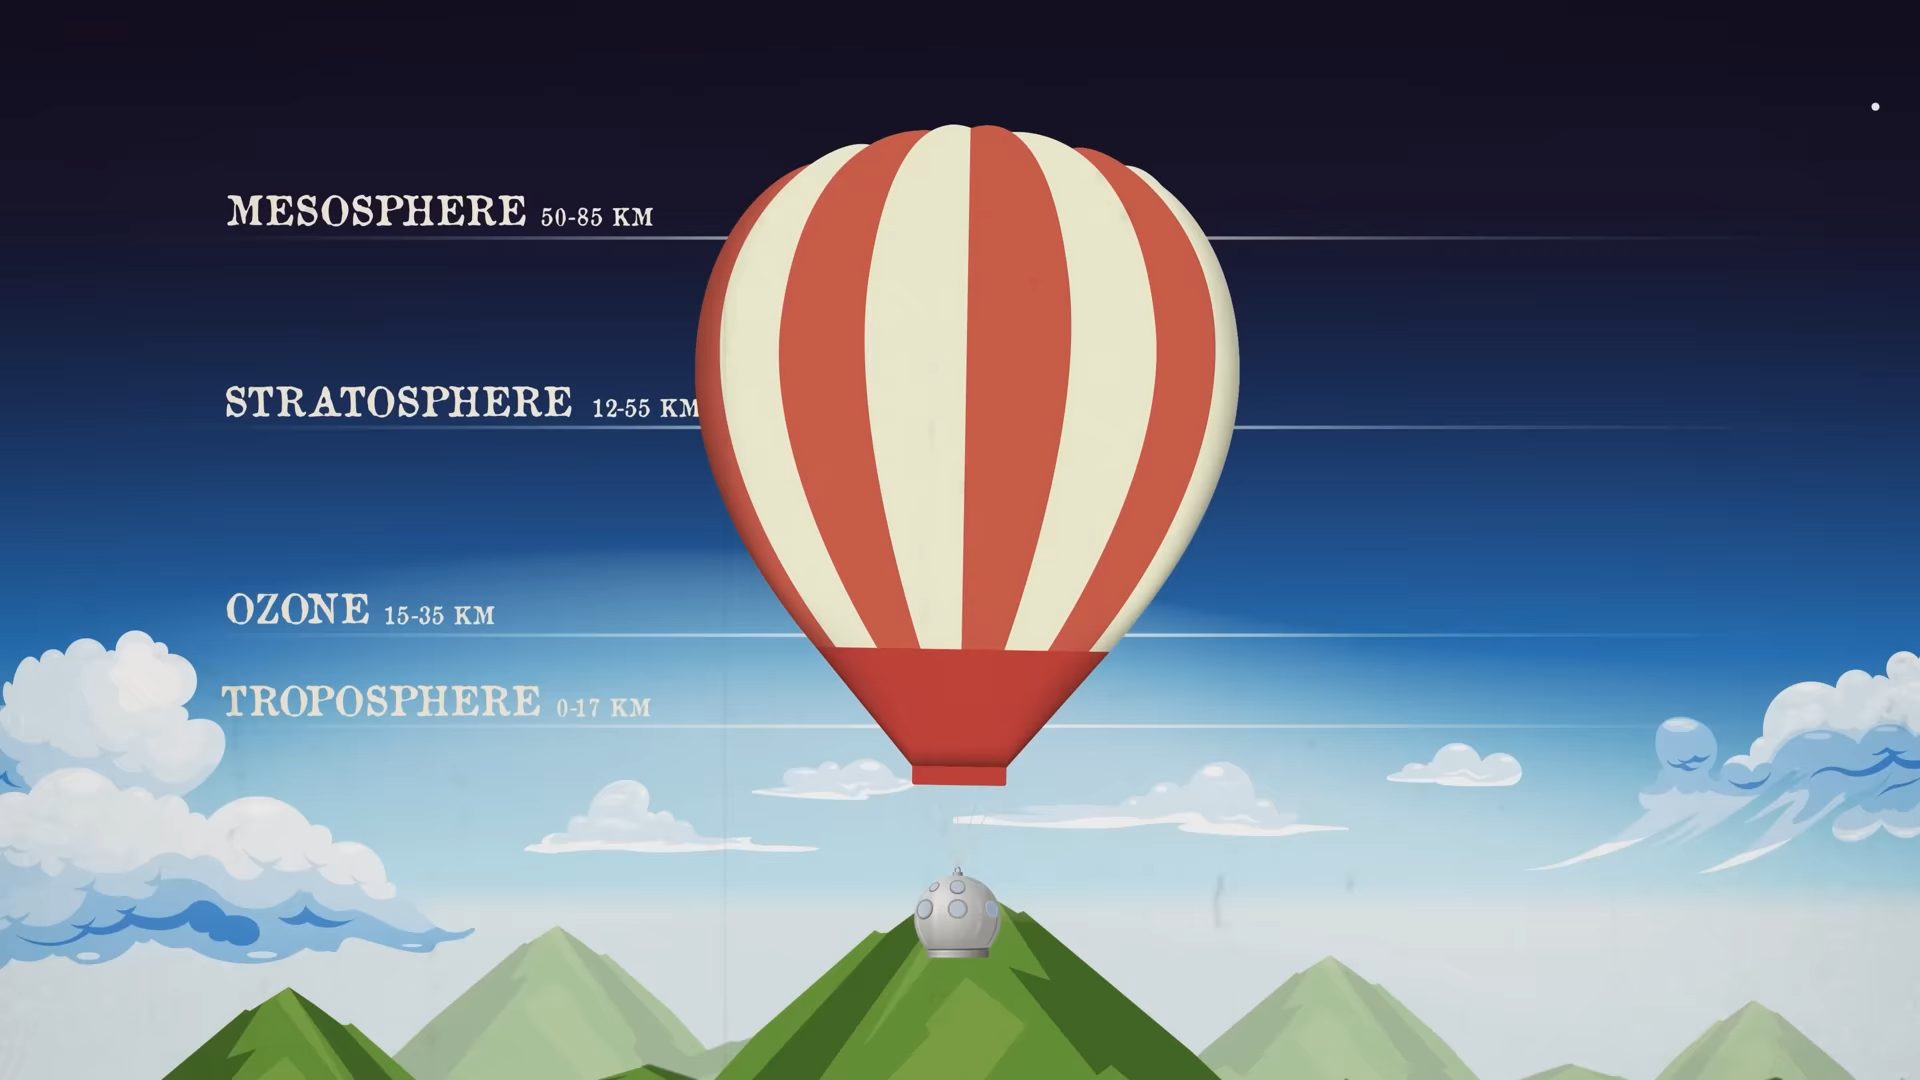 MESOSPHERE 50-85 KM
STRATOSPHERE 12-55 KM
OZONE 15-35 KM
TROPOSPHERE 0-17 KM